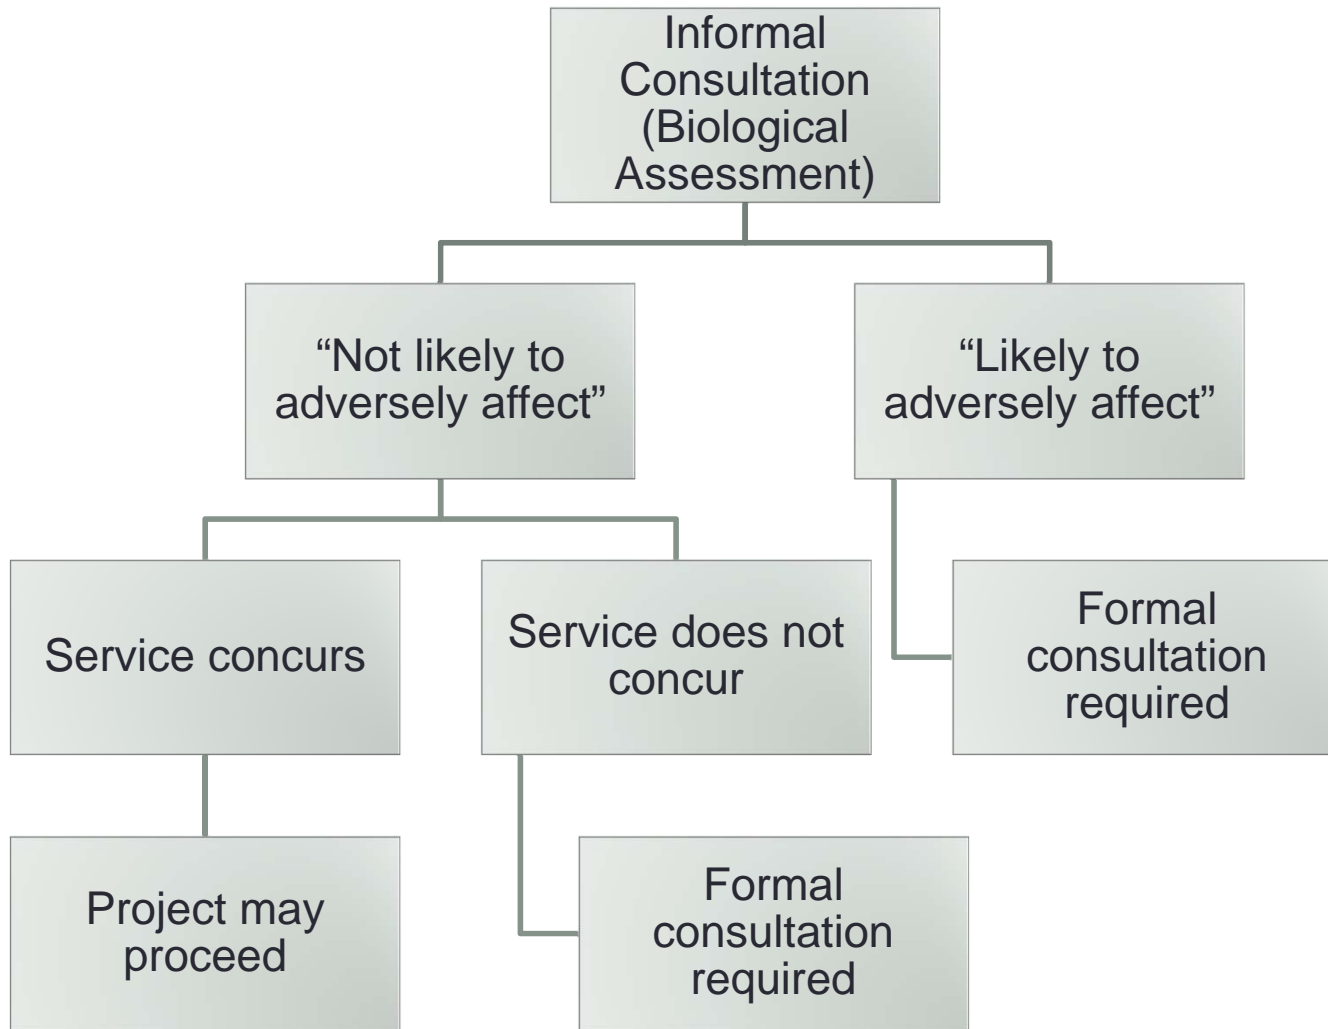 Informal
Consultation
(Biological
Assessment)
“Not likely to
adversely affect”
“Likely to
adversely affect”
Service concurs
Service does not
concur
Formal
consultation
required
Project may
proceed
Formal
consultation
required